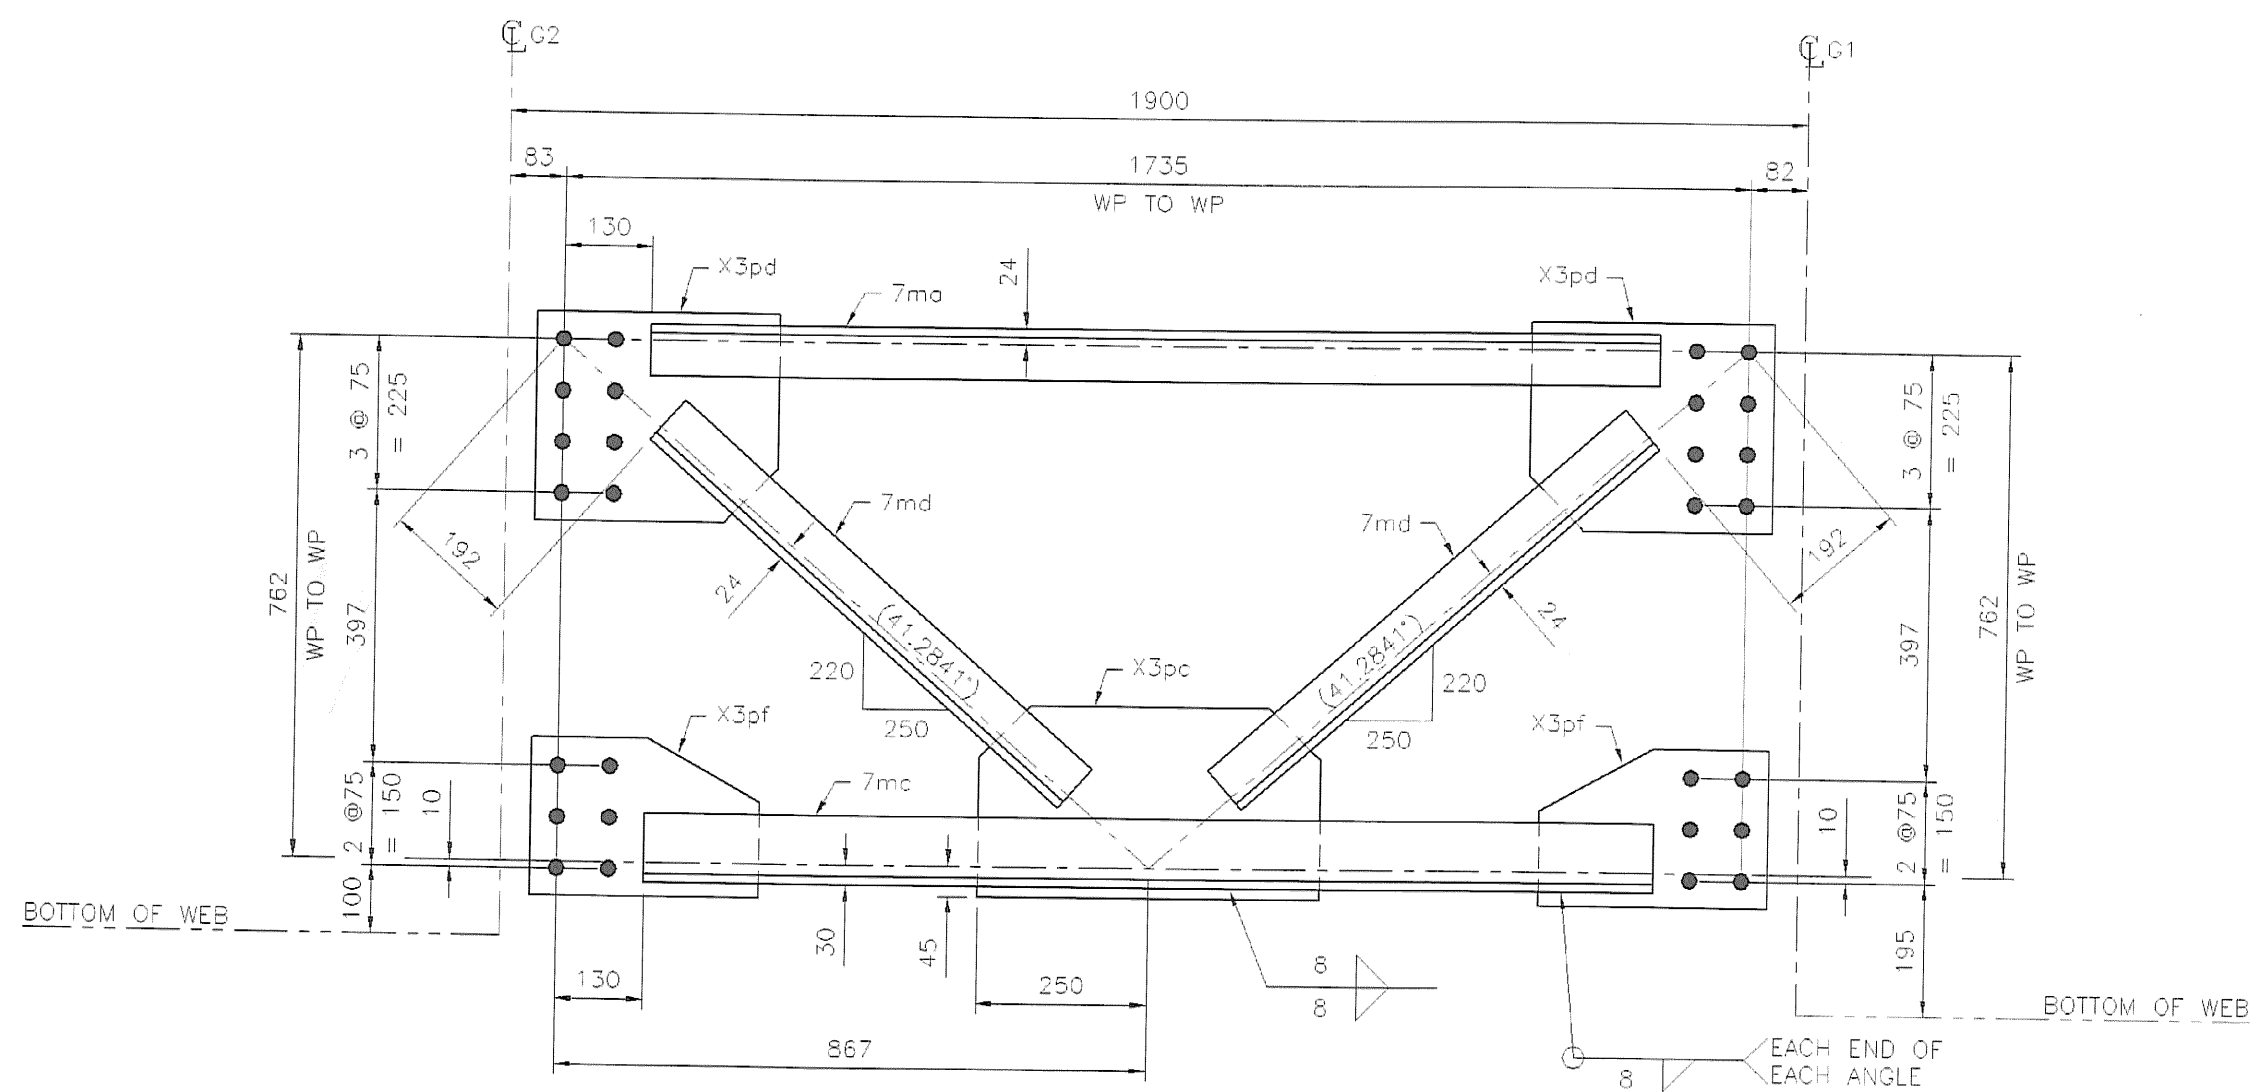 ℄ G2
℄ G1
1900
83
1735
82
WP TO WP
130
X3pd
24
X3pd
7ma
3 @ 75
= 225
3 @ 75
= 225
192
7md
7md
192
762
WP TO WP
397
24
24
397
762
WP TO WP
(41.2841°)
(41.2841°)
220
250
X3pc
220
250
X3pf
X3pf
7mc
2 @75
= 150
10
10
2 @75
= 150
100
BOTTOM OF WEB
30
45
195
130
250
8
8
BOTTOM OF WEB
867
8
EACH END OF
EACH ANGLE